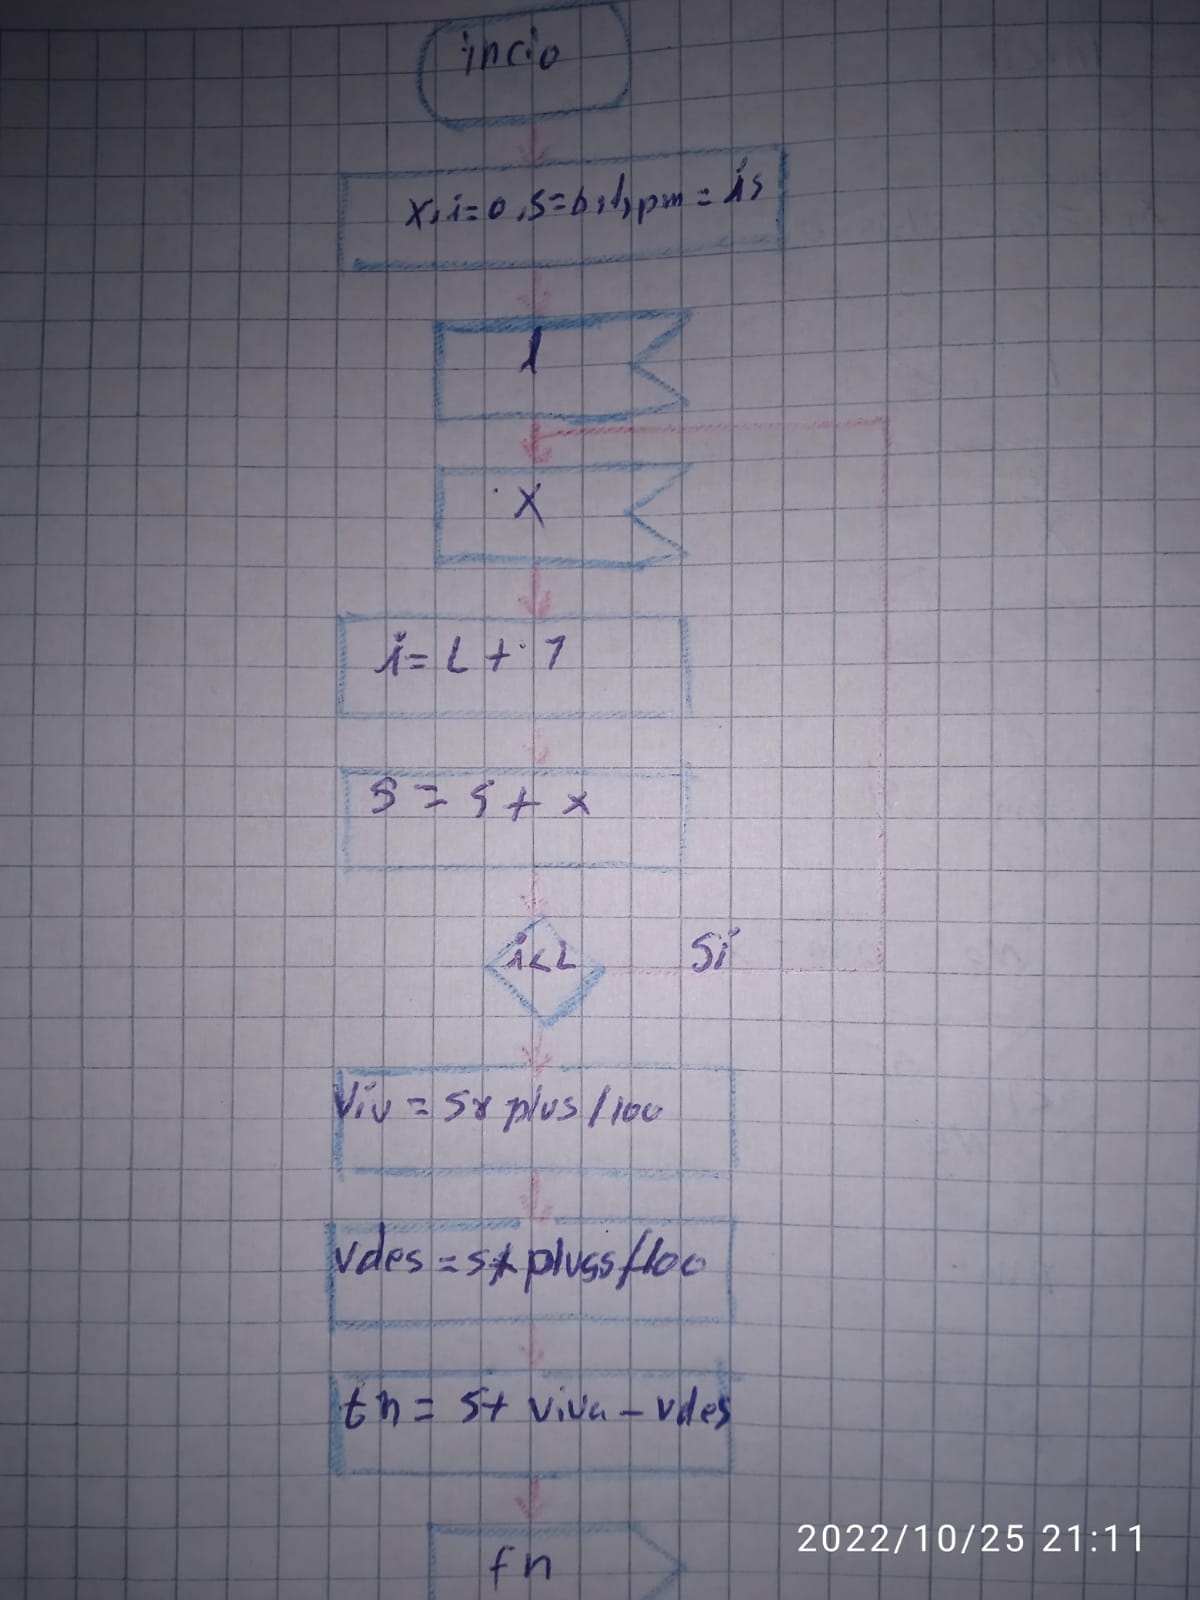 incio
x, i=0, s=0, l, pm = is
l
X
i= L + 1
S = S + x
i<L Si
Viv = S* plus/100
vdes = s* pluss/100
tn = S+ viva - vdes
fn
2022/10/25 21:11